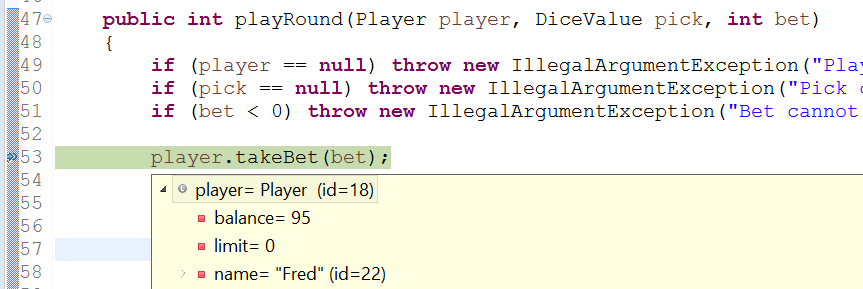 47 public int playRound(Player player, DiceValue pick, int bet)
48 {
49 if (player == null) throw new IllegalArgumentException("Play
50 if (pick == null) throw new IllegalArgumentException("Pick c
51 if (bet < 0) throw new IllegalArgumentException("Bet cannot
52
53 player.takeBet(bet);
54 player= Player (id=18)
55 balance= 95
56
57 limit= 0
58 name= "Fred" (id=22)